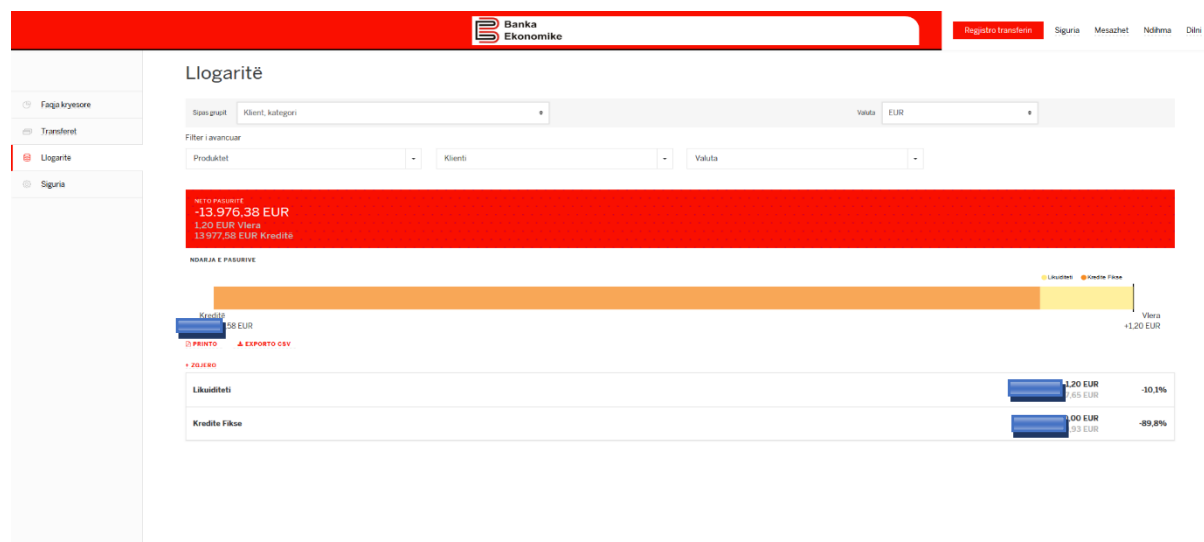 Banka
Ekonomike
Regjistro transferin Siguria Mesazhet Ndihma Dilni
Llogaritë
Faqja kryesore
Transferet
Llogarite
Siguria
Sipas grupit Klient, kategori Valuta EUR
Filter i avancuar
Produktet Klienti Valuta
NETO PASURITË
-13.976,38 EUR
1,20 EUR Vlera
13 977,58 EUR Kreditë
NDARJA E PASURIVE
Likuiditeti Kredite Fikse
Kreditë Vlera
58 EUR +1,20 EUR
PRINTO EXPORTO CSV
+ ZGJERO
Likuiditeti 1,20 EUR -10,1%
7,65 EUR
Kredite Fikse ,00 EUR -89,8%
,93 EUR